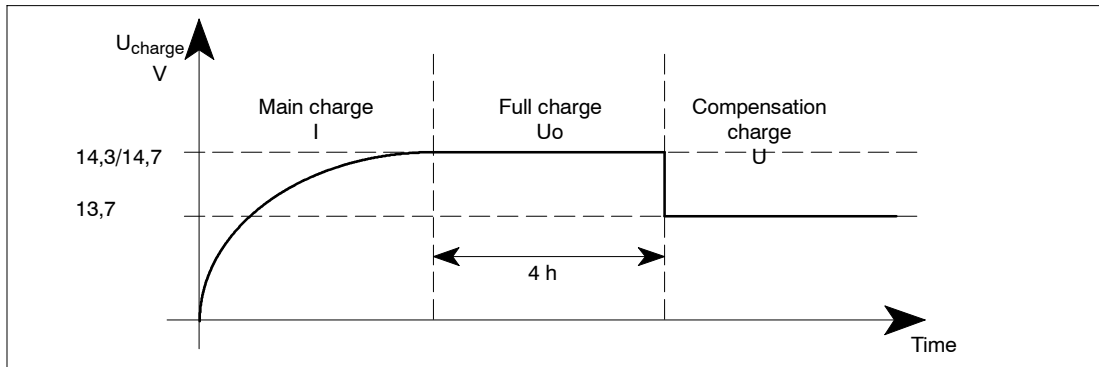 U_charge
V
Main charge
I
Full charge
Uo
Compensation
charge
U
14,3/14,7
13,7
4 h
Time